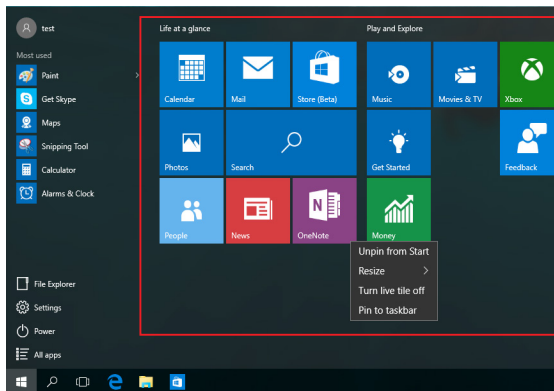 test
Most used
Paint
Get Skype
Maps
Snipping Tool
Calculator
Alarms & Clock
File Explorer
Settings
Power
All apps
Life at a glance
Calendar
Mail
Store (Beta)
Photos
Search
People
News
OneNote
Play and Explore
Music
Movies & TV
Xbox
Get Started
Feedback
Money
Unpin from Start
Resize
Turn live tile off
Pin to taskbar